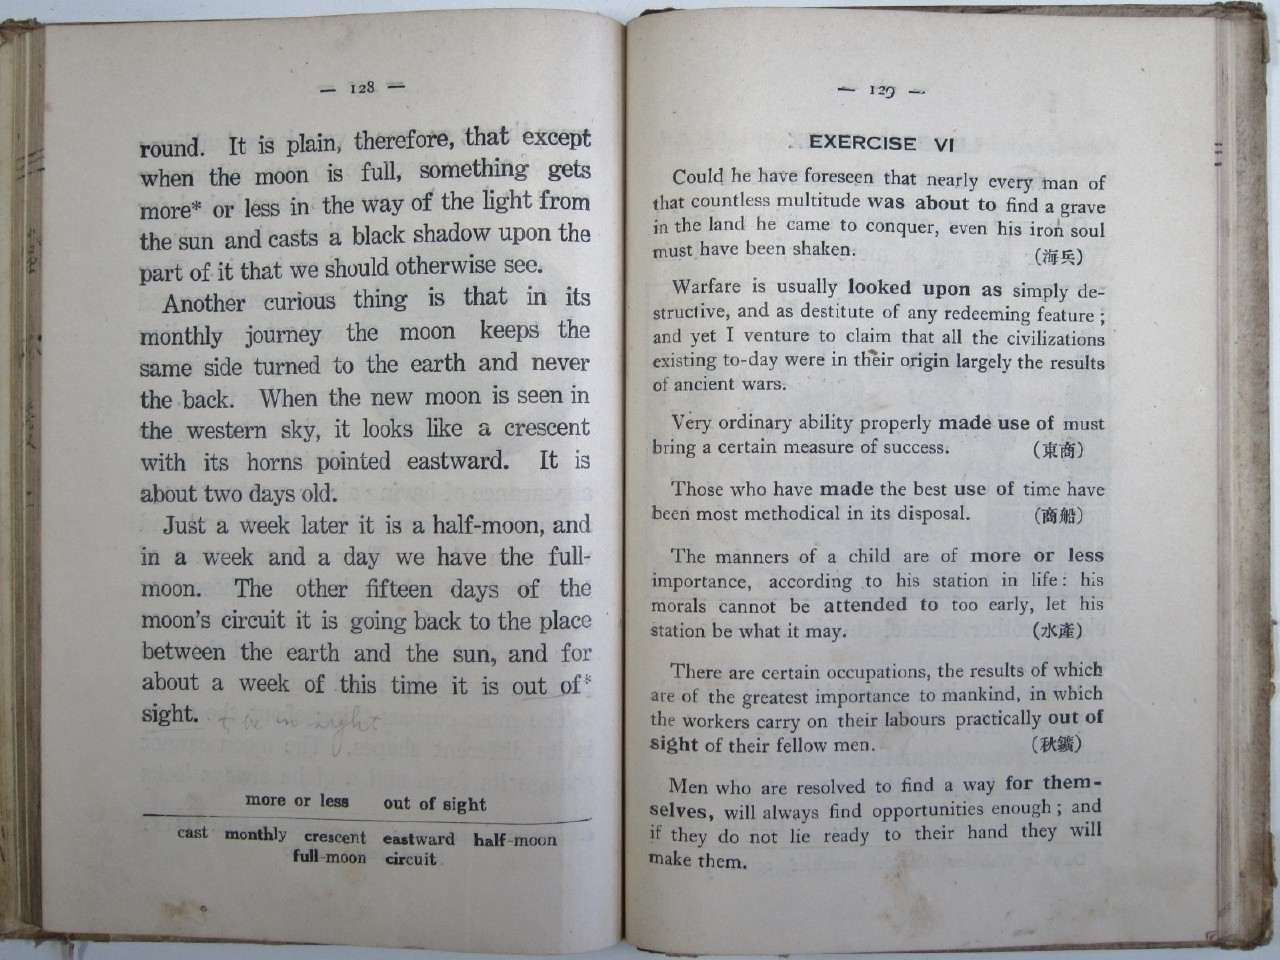 — 128 —
round. It is plain, therefore, that except
when the moon is full, something gets
more* or less in the way of the light from
the sun and casts a black shadow upon the
part of it that we should otherwise see.
Another curious thing is that in its
monthly journey the moon keeps the
same side turned to the earth and never
the back. When the new moon is seen in
the western sky, it looks like a crescent
with its horns pointed eastward. It is
about two days old.
Just a week later it is a half-moon, and
in a week and a day we have the full-
moon. The other fifteen days of the
moon's circuit it is going back to the place
between the earth and the sun, and for
about a week of this time it is out of*
sight. in sight
more or less out of sight
cast monthly crescent eastward half-moon
full-moon circuit
— 129 —
EXERCISE VI
Could he have foreseen that nearly every man of
that countless multitude was about to find a grave
in the land he came to conquer, even his iron soul
must have been shaken. (海兵)
Warfare is usually looked upon as simply de-
structive, and as destitute of any redeeming feature;
and yet I venture to claim that all the civilizations
existing to-day were in their origin largely the results
of ancient wars.
Very ordinary ability properly made use of must
bring a certain measure of success. (東商)
Those who have made the best use of time have
been most methodical in its disposal. (商船)
The manners of a child are of more or less
importance, according to his station in life: his
morals cannot be attended to too early, let his
station be what it may. (水產)
There are certain occupations, the results of which
are of the greatest importance to mankind, in which
the workers carry on their labours practically out of
sight of their fellow men. (秋鑛)
Men who are resolved to find a way for them-
selves, will always find opportunities enough; and
if they do not lie ready to their hand they will
make them.